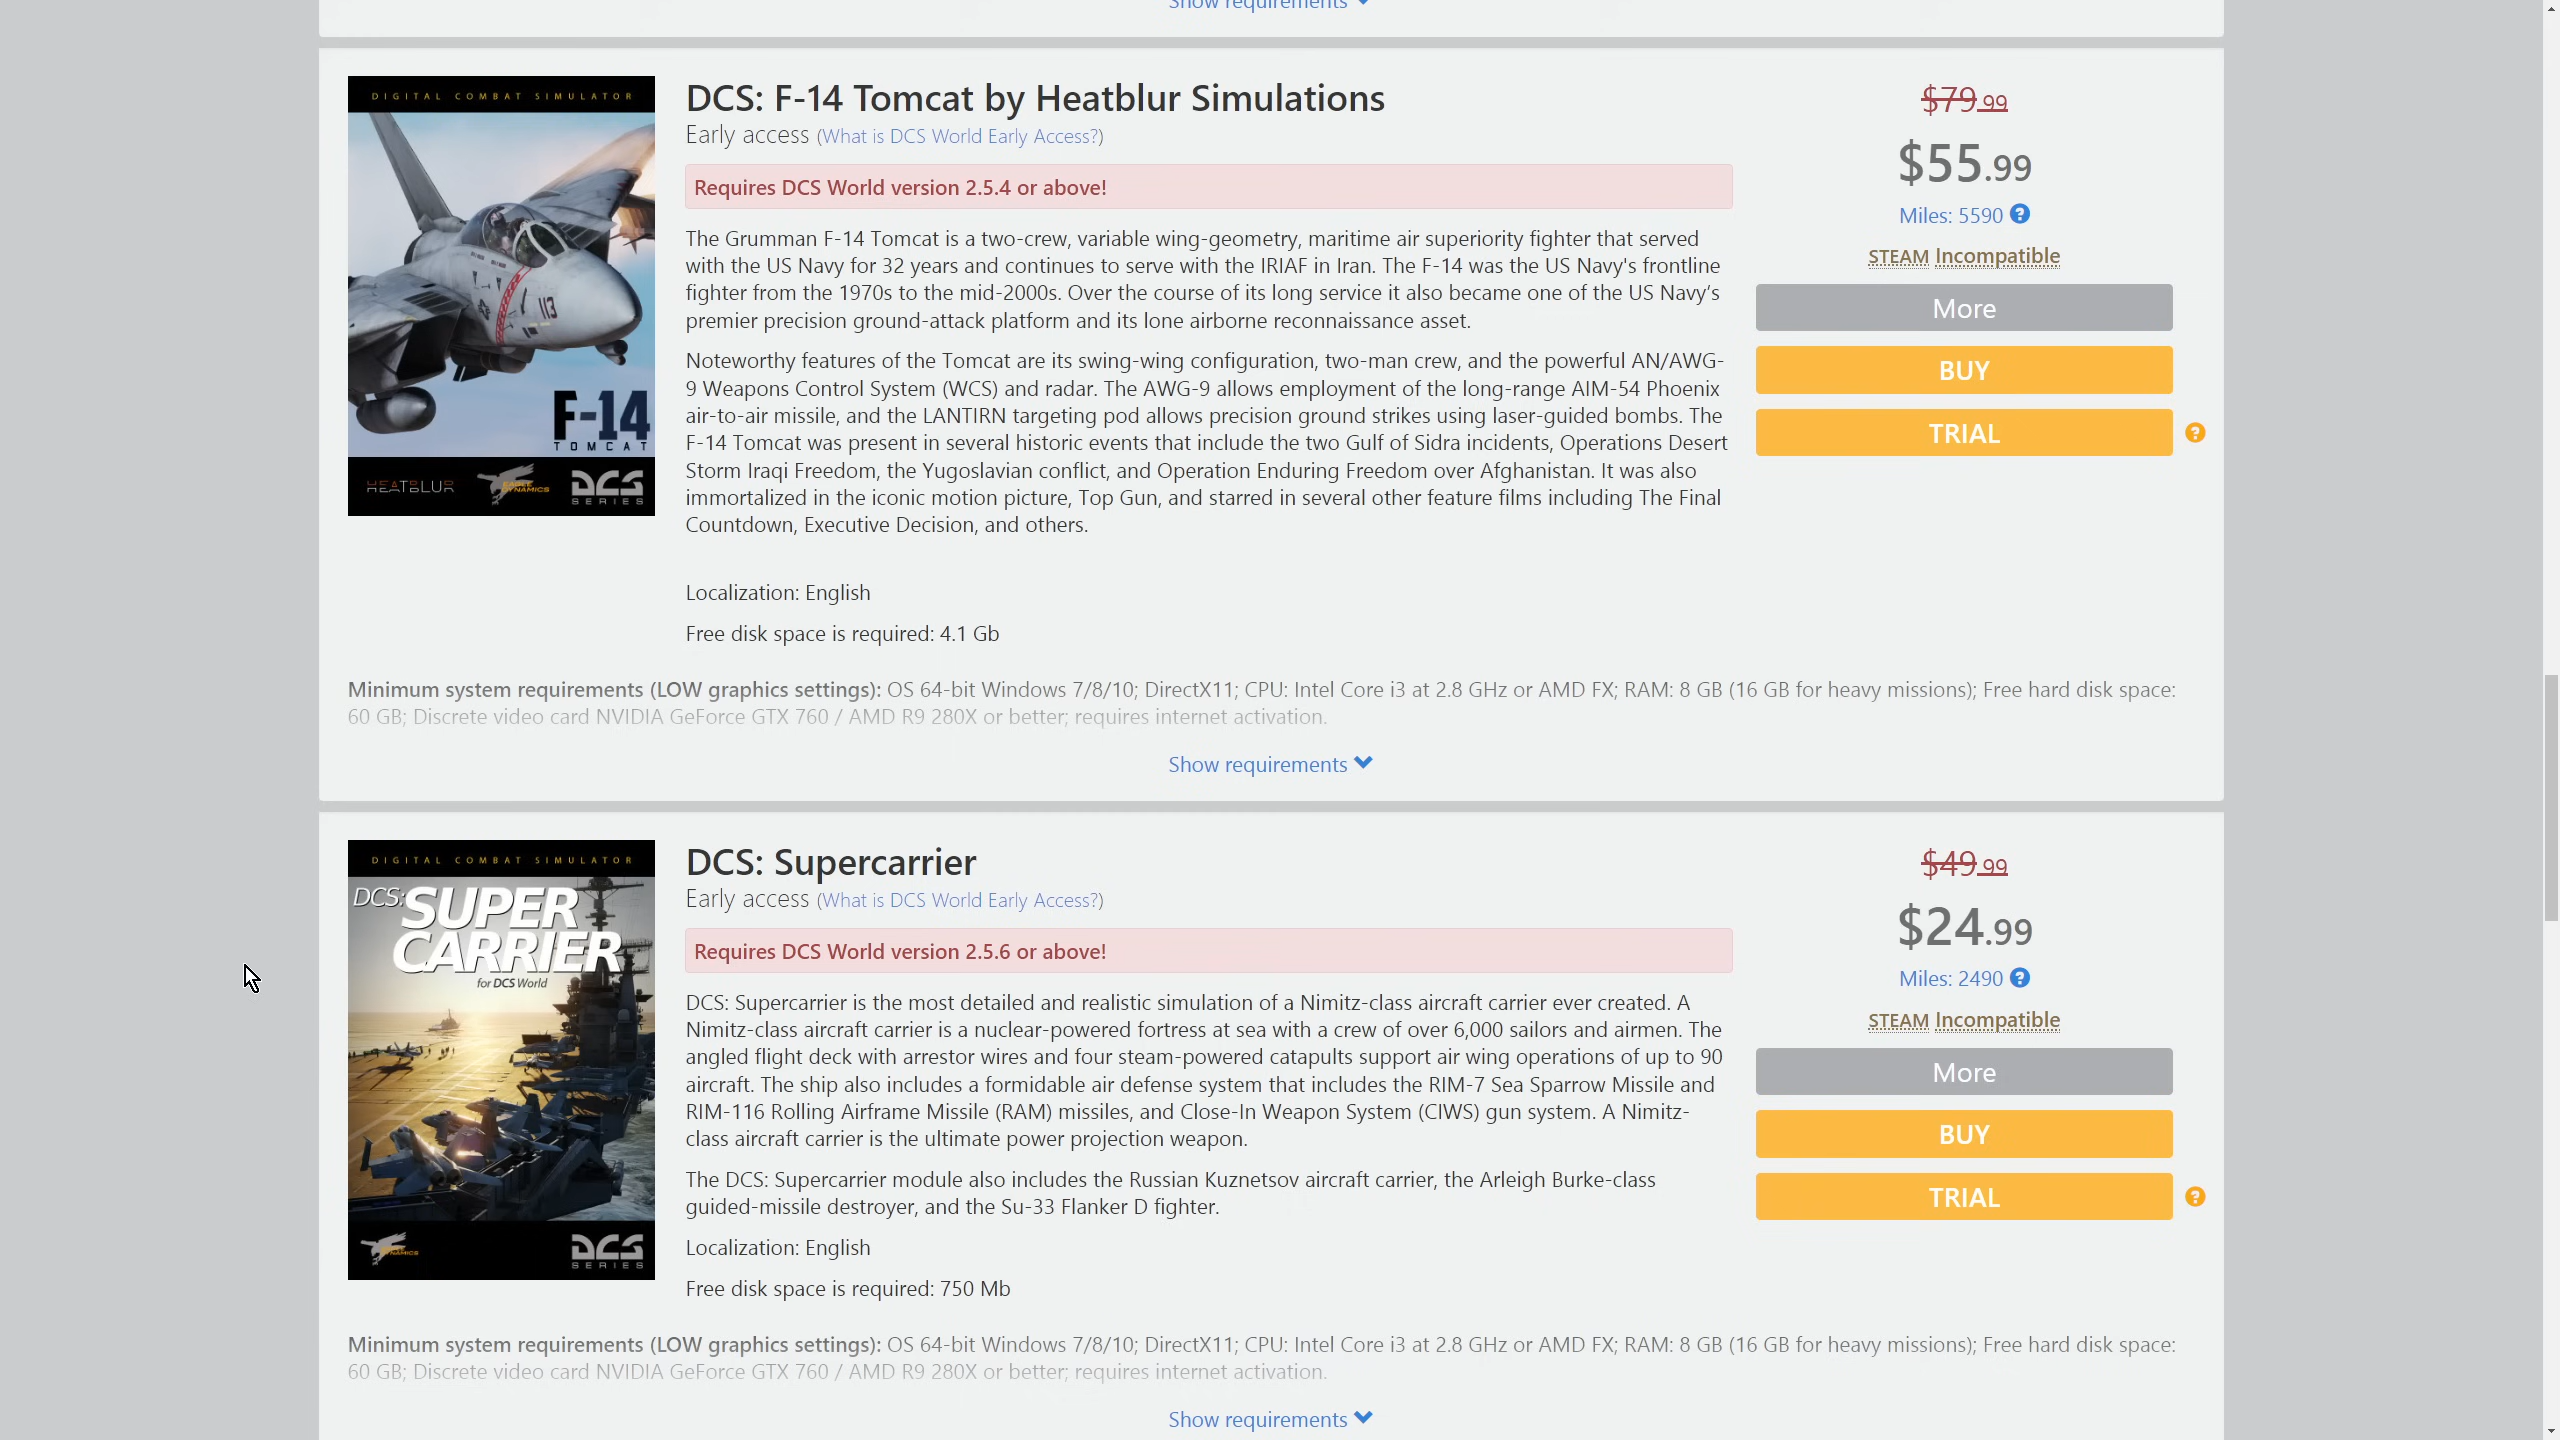 Show requirements
DIGITAL COMBAT SIMULATOR
113
F-14
TOMCAT
HEATBLUR
EAGLE DYNAMICS
DCS
SERIES
DCS: F-14 Tomcat by Heatblur Simulations
Early access (What is DCS World Early Access?)
Requires DCS World version 2.5.4 or above!
The Grumman F-14 Tomcat is a two-crew, variable wing-geometry, maritime air superiority fighter that served
with the US Navy for 32 years and continues to serve with the IRIAF in Iran. The F-14 was the US Navy's frontline
fighter from the 1970s to the mid-2000s. Over the course of its long service it also became one of the US Navy’s
premier precision ground-attack platform and its lone airborne reconnaissance asset.
Noteworthy features of the Tomcat are its swing-wing configuration, two-man crew, and the powerful AN/AWG-
9 Weapons Control System (WCS) and radar. The AWG-9 allows employment of the long-range AIM-54 Phoenix
air-to-air missile, and the LANTIRN targeting pod allows precision ground strikes using laser-guided bombs. The
F-14 Tomcat was present in several historic events that include the two Gulf of Sidra incidents, Operations Desert
Storm Iraqi Freedom, the Yugoslavian conflict, and Operation Enduring Freedom over Afghanistan. It was also
immortalized in the iconic motion picture, Top Gun, and starred in several other feature films including The Final
Countdown, Executive Decision, and others.
Localization: English
Free disk space is required: 4.1 Gb
$79.99
$55.99
Miles: 5590
STEAM Incompatible
More
BUY
TRIAL
Minimum system requirements (LOW graphics settings): OS 64-bit Windows 7/8/10; DirectX11; CPU: Intel Core i3 at 2.8 GHz or AMD FX; RAM: 8 GB (16 GB for heavy missions); Free hard disk space:
60 GB; Discrete video card NVIDIA GeForce GTX 760 / AMD R9 280X or better; requires internet activation.
Show requirements
DIGITAL COMBAT SIMULATOR
DCS: SUPER
CARRIER
for DCS World
DCS
SERIES
DCS: Supercarrier
Early access (What is DCS World Early Access?)
Requires DCS World version 2.5.6 or above!
DCS: Supercarrier is the most detailed and realistic simulation of a Nimitz-class aircraft carrier ever created. A
Nimitz-class aircraft carrier is a nuclear-powered fortress at sea with a crew of over 6,000 sailors and airmen. The
angled flight deck with arrestor wires and four steam-powered catapults support air wing operations of up to 90
aircraft. The ship also includes a formidable air defense system that includes the RIM-7 Sea Sparrow Missile and
RIM-116 Rolling Airframe Missile (RAM) missiles, and Close-In Weapon System (CIWS) gun system. A Nimitz-
class aircraft carrier is the ultimate power projection weapon.
The DCS: Supercarrier module also includes the Russian Kuznetsov aircraft carrier, the Arleigh Burke-class
guided-missile destroyer, and the Su-33 Flanker D fighter.
Localization: English
Free disk space is required: 750 Mb
$49.99
$24.99
Miles: 2490
STEAM Incompatible
More
BUY
TRIAL
Minimum system requirements (LOW graphics settings): OS 64-bit Windows 7/8/10; DirectX11; CPU: Intel Core i3 at 2.8 GHz or AMD FX; RAM: 8 GB (16 GB for heavy missions); Free hard disk space:
60 GB; Discrete video card NVIDIA GeForce GTX 760 / AMD R9 280X or better; requires internet activation.
Show requirements